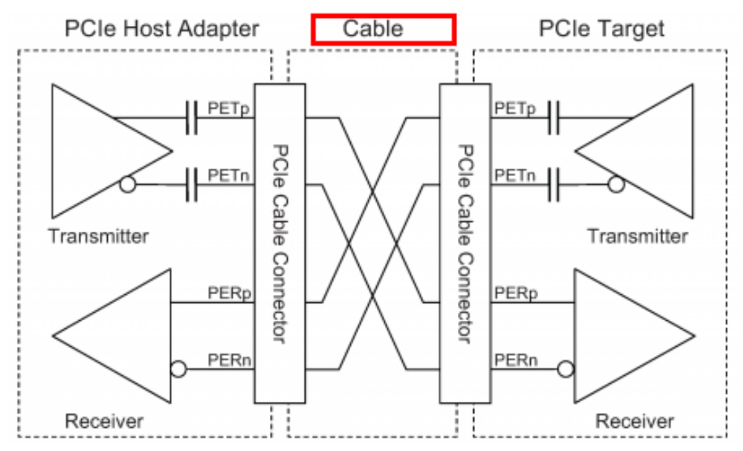 PCIe Host Adapter
Cable
PCIe Target
PETp
PETp
PETn
PETn
PCIe Cable Connector
PCIe Cable Connector
Transmitter
Transmitter
PERp
PERp
PERn
PERn
Receiver
Receiver